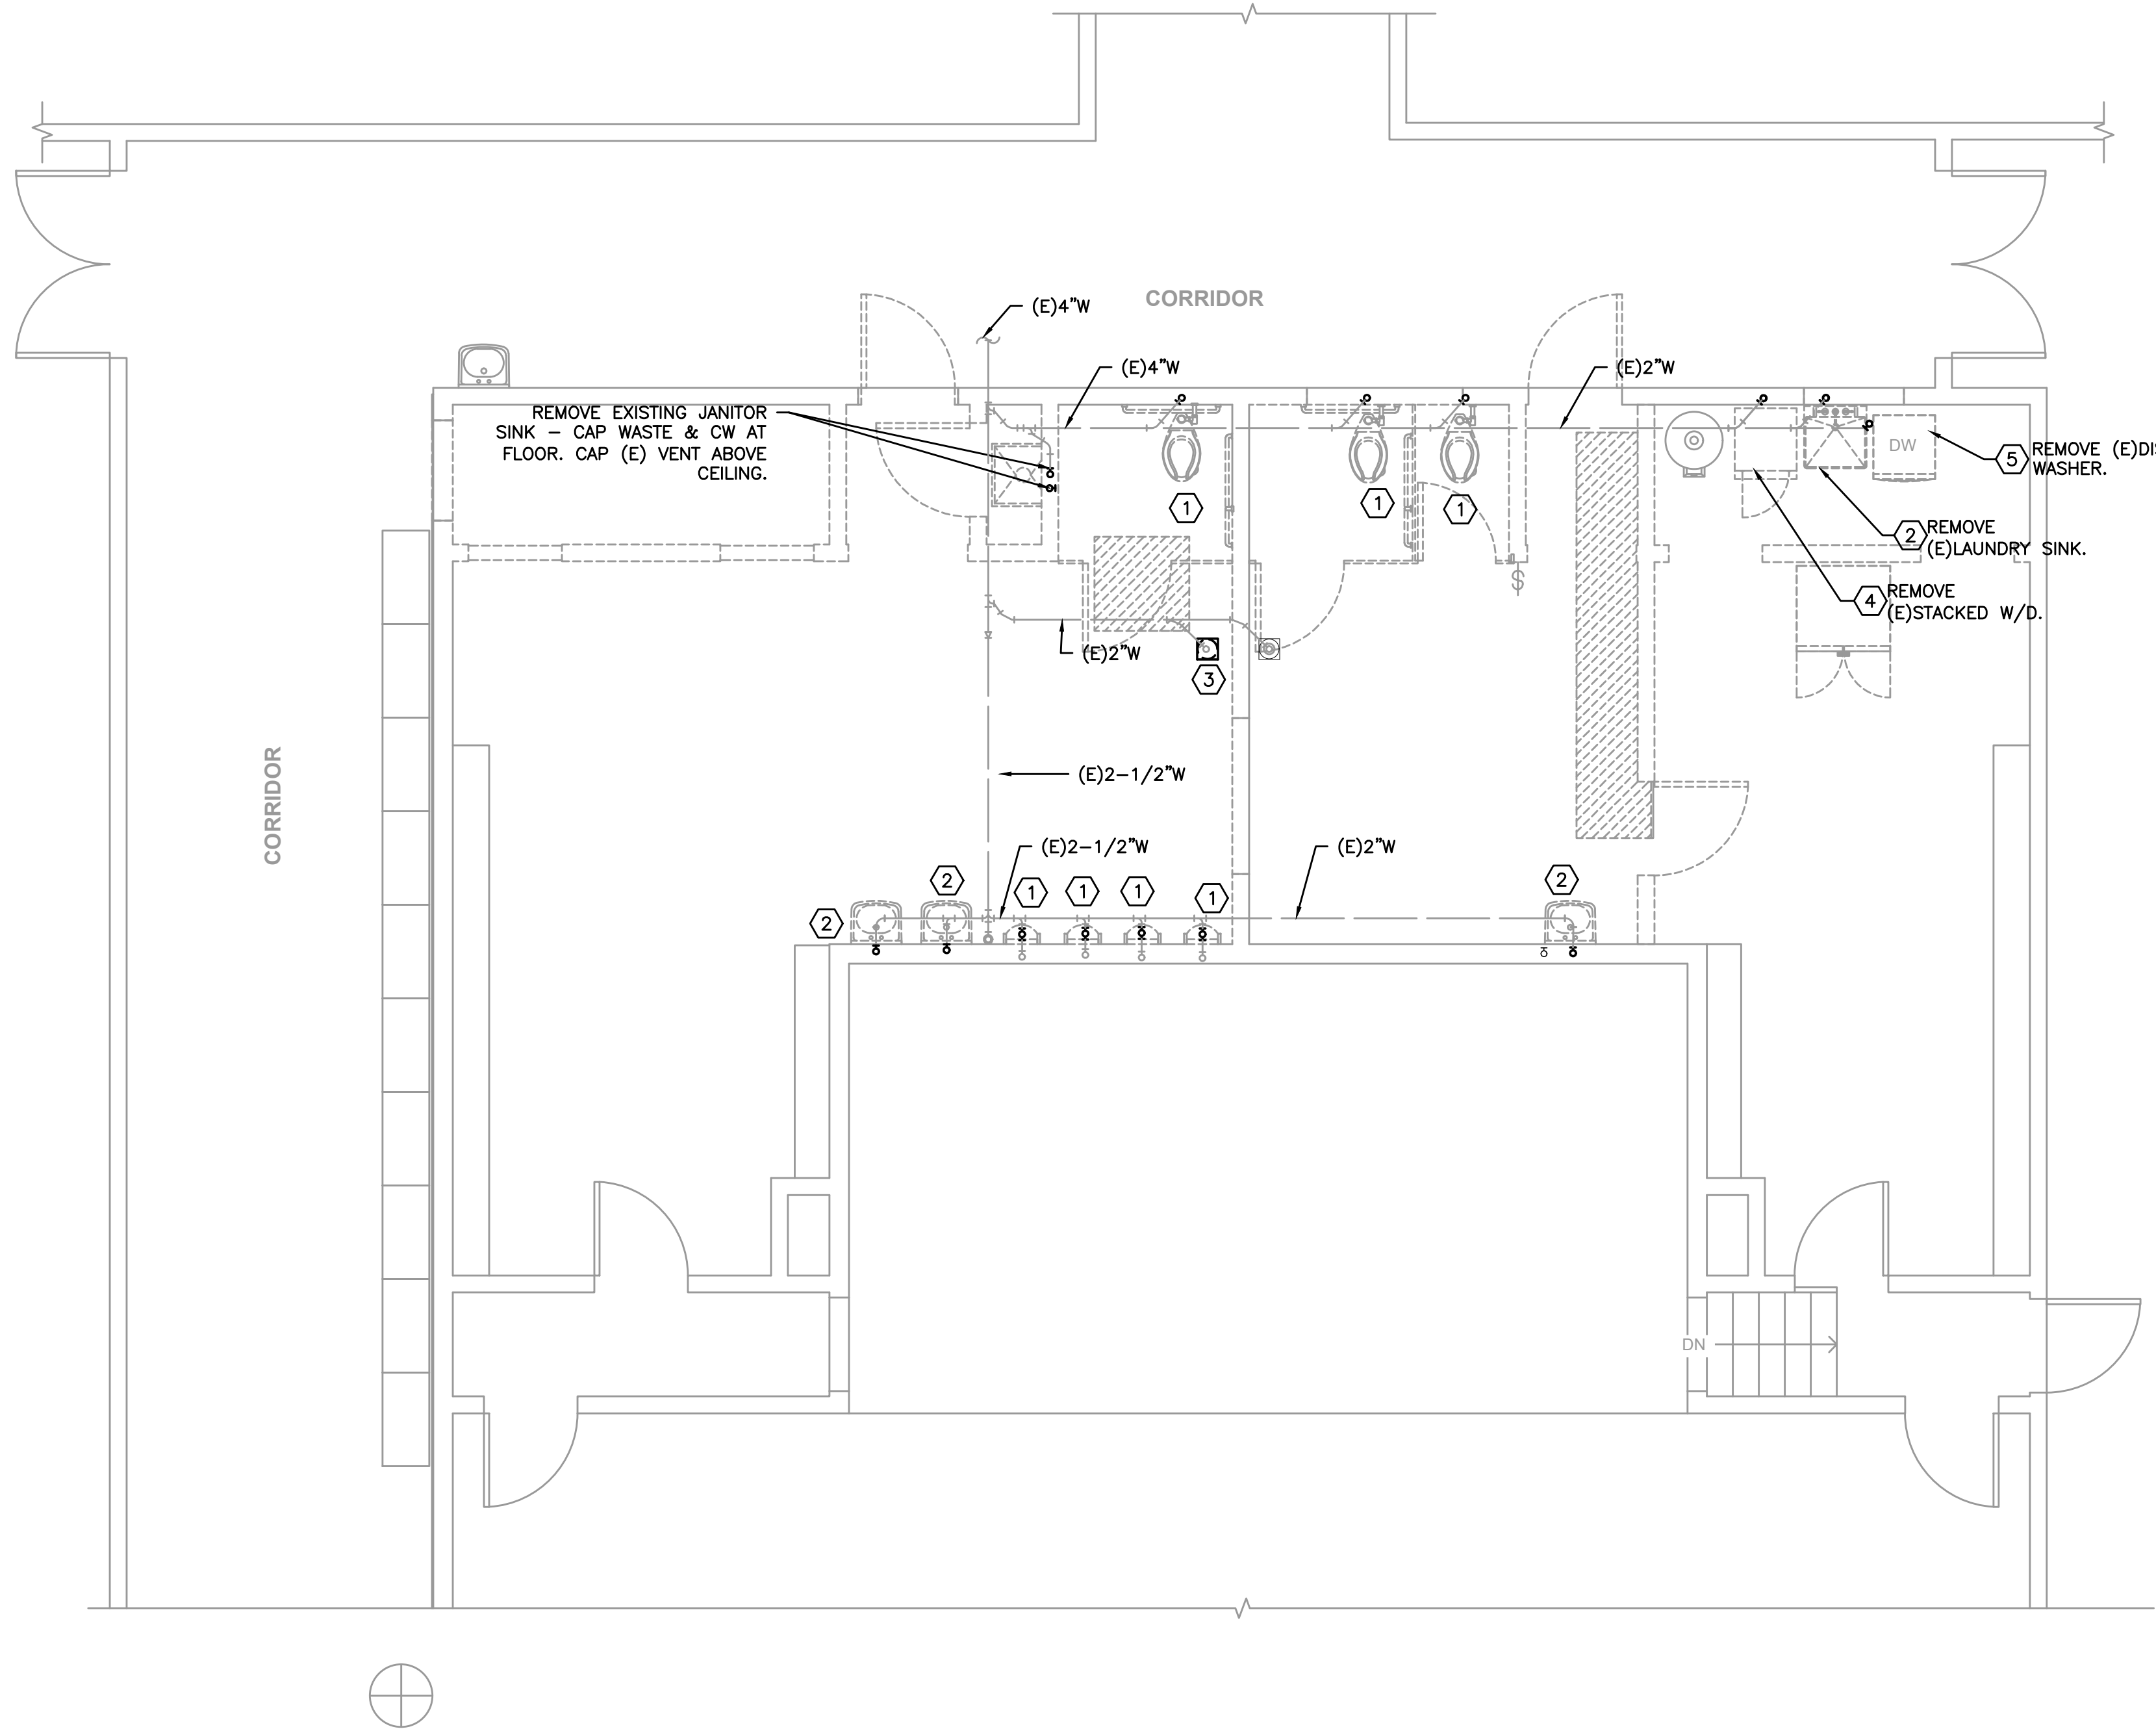 CORRIDOR
(E)4"W
(E)4"W
(E)2"W
REMOVE EXISTING JANITOR
SINK – CAP WASTE & CW AT
FLOOR. CAP (E) VENT ABOVE
CEILING.
DW
5
REMOVE (E)DIS
WASHER.
1
1
1
2
REMOVE
(E)LAUNDRY SINK.
$
4
REMOVE
(E)STACKED W/D.
(E)2"W
3
CORRIDOR
(E)2-1/2"W
(E)2-1/2"W
(E)2"W
2
2
1
1
1
1
2
DN